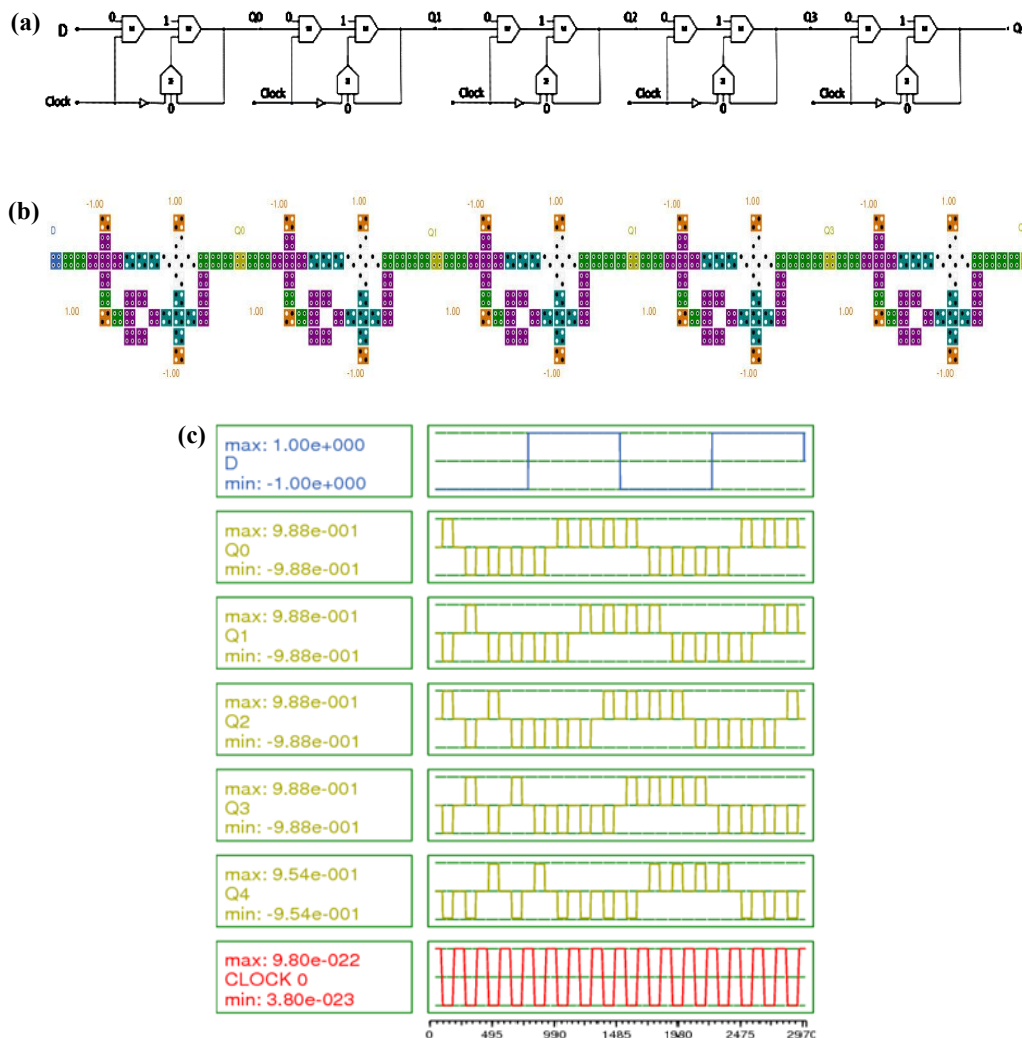 (a)
0 1 Q0 0 1 Q1 0 1 Q2 0 1 Q3 0 1
D M M M M M M M M M M Q
M M M M M
Clock Clock Clock Clock Clock
0 0 0 0 0
(b)
-1.00 1.00 -1.00 1.00 -1.00 1.00 -1.00 1.00 -1.00 1.00
D Q0 Q1 Q1 Q3
1.00 1.00 1.00 1.00 1.00
-1.00 -1.00 -1.00 -1.00 -1.00
(c)
max: 1.00e+000
D
min: -1.00e+000
max: 9.88e-001
Q0
min: -9.88e-001
max: 9.88e-001
Q1
min: -9.88e-001
max: 9.88e-001
Q2
min: -9.88e-001
max: 9.88e-001
Q3
min: -9.88e-001
max: 9.54e-001
Q4
min: -9.54e-001
max: 9.80e-022
CLOCK 0
min: 3.80e-023
0 495 990 1485 1980 2475 2970